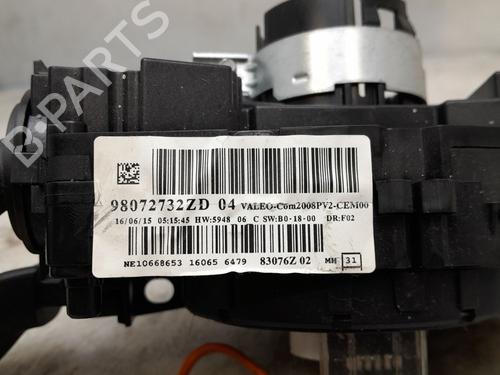 B-PARTS
98072732ZD 04 VALEO-Com2008PV2-CEM00
16/06/15 05:15:45 HW:5948 06 C SW:B0-18-00 DR:F02
NE10668653 16065 6479 83076Z 02 MH 31